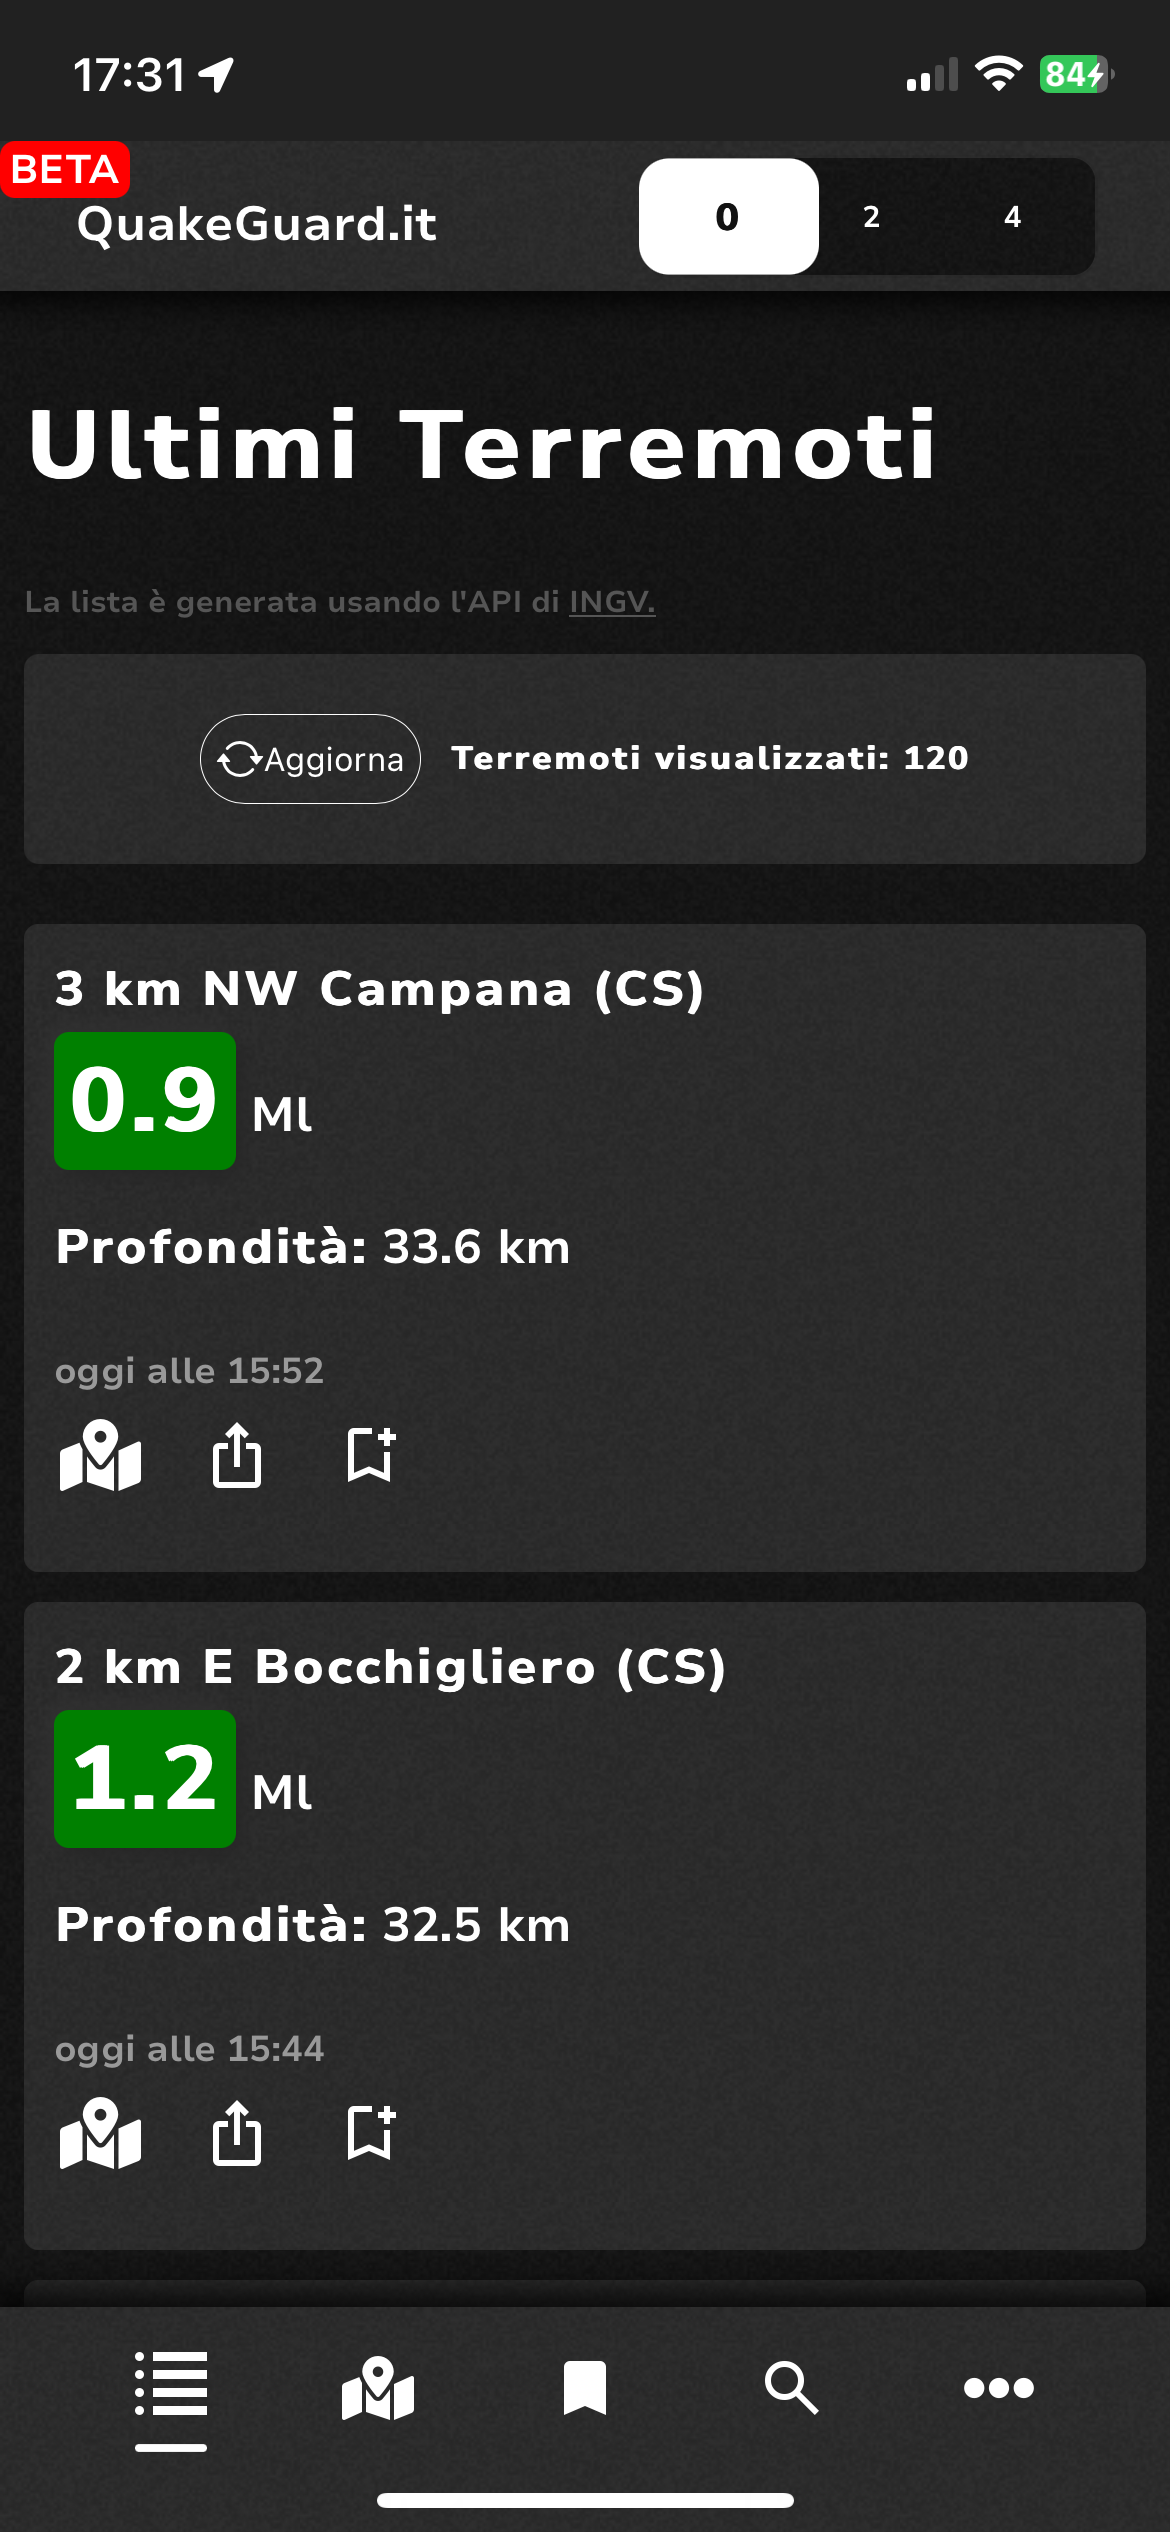 17:31
84
BETA
QuakeGuard.it
0 2 4
Ultimi Terremoti
La lista è generata usando l'API di INGV.
Aggiorna Terremoti visualizzati: 120
3 km NW Campana (CS)
0.9 Ml
Profondità: 33.6 km
oggi alle 15:52
2 km E Bocchigliero (CS)
1.2 Ml
Profondità: 32.5 km
oggi alle 15:44